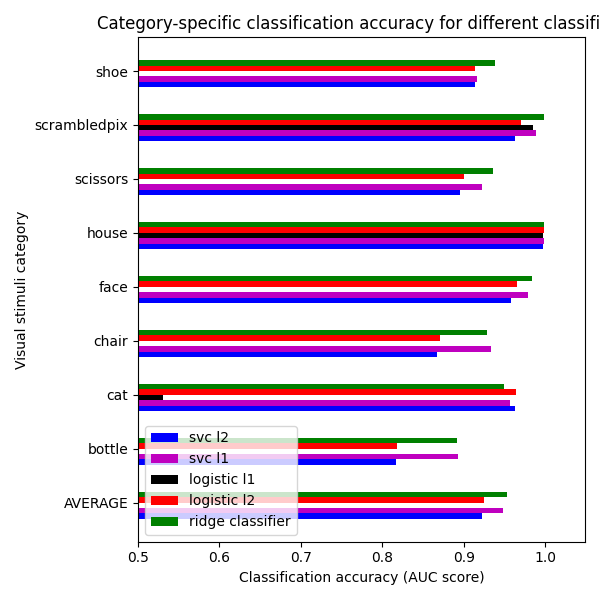 Category-specific classification accuracy for different classifi
shoe
scrambledpix
scissors
house
face
chair
cat
bottle
AVERAGE
Visual stimuli category
svc l2
svc l1
logistic l1
logistic l2
ridge classifier
0.5 0.6 0.7 0.8 0.9 1.0
Classification accuracy (AUC score)